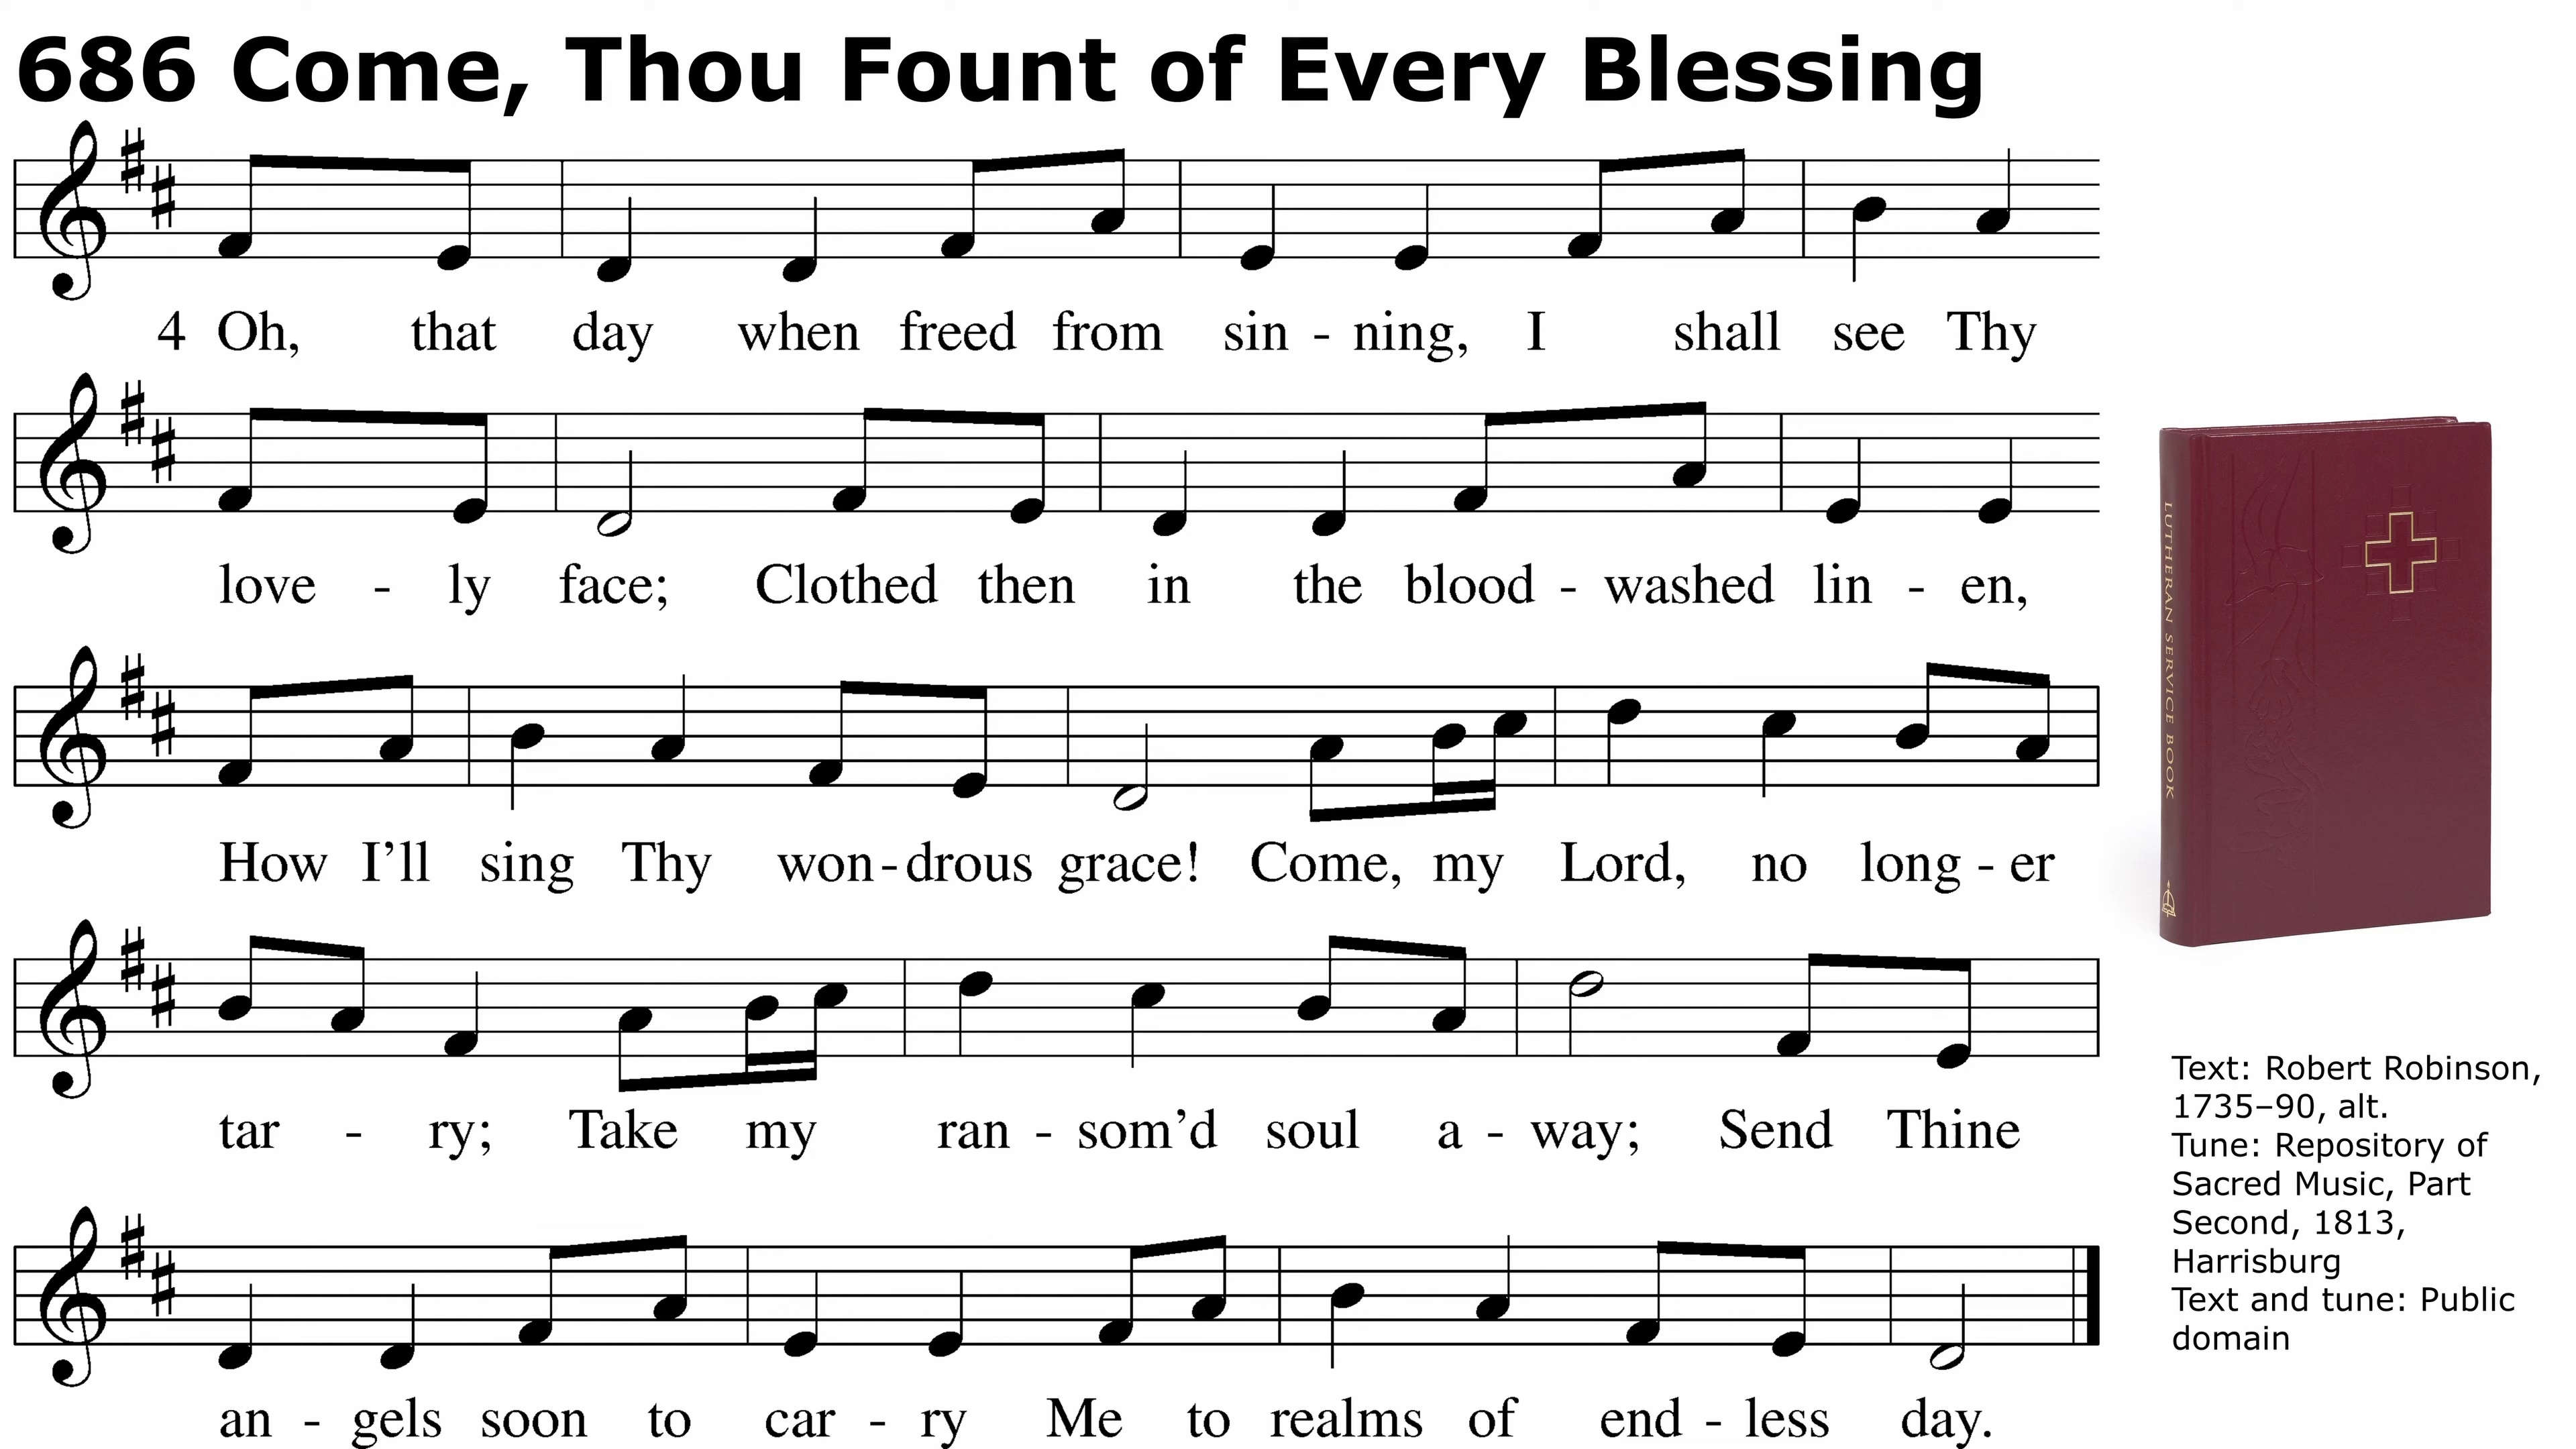 686 Come, Thou Fount of Every Blessing
4 Oh, that day when freed from sin - ning, I shall see Thy
love - ly face; Clothed then in the blood - washed lin - en,
How I’ll sing Thy won - drous grace! Come, my Lord, no long - er
tar - ry; Take my ran - som’d soul a - way; Send Thine
an - gels soon to car - ry Me to realms of end - less day.
LUTHERAN SERVICE BOOK
Text: Robert Robinson,
1735–90, alt.
Tune: Repository of
Sacred Music, Part
Second, 1813,
Harrisburg
Text and tune: Public
domain